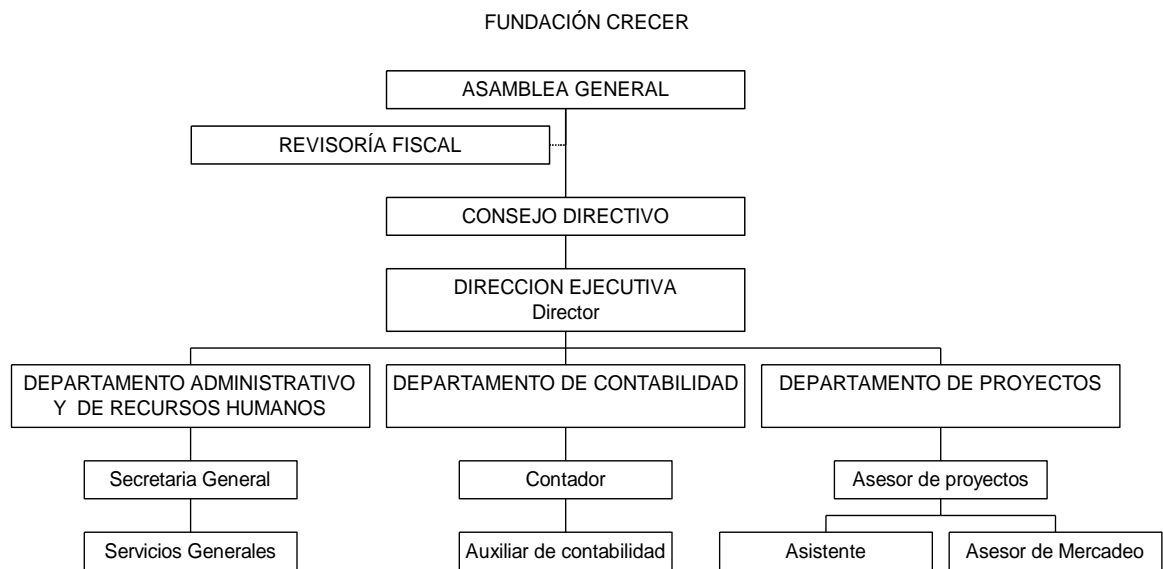 FUNDACIÓN CRECER
ASAMBLEA GENERAL
REVISORÍA FISCAL
CONSEJO DIRECTIVO
DIRECCION EJECUTIVA
Director
DEPARTAMENTO ADMINISTRATIVO
Y DE RECURSOS HUMANOS
DEPARTAMENTO DE CONTABILIDAD
DEPARTAMENTO DE PROYECTOS
Secretaria General
Contador
Asesor de proyectos
Servicios Generales
Auxiliar de contabilidad
Asistente
Asesor de Mercadeo